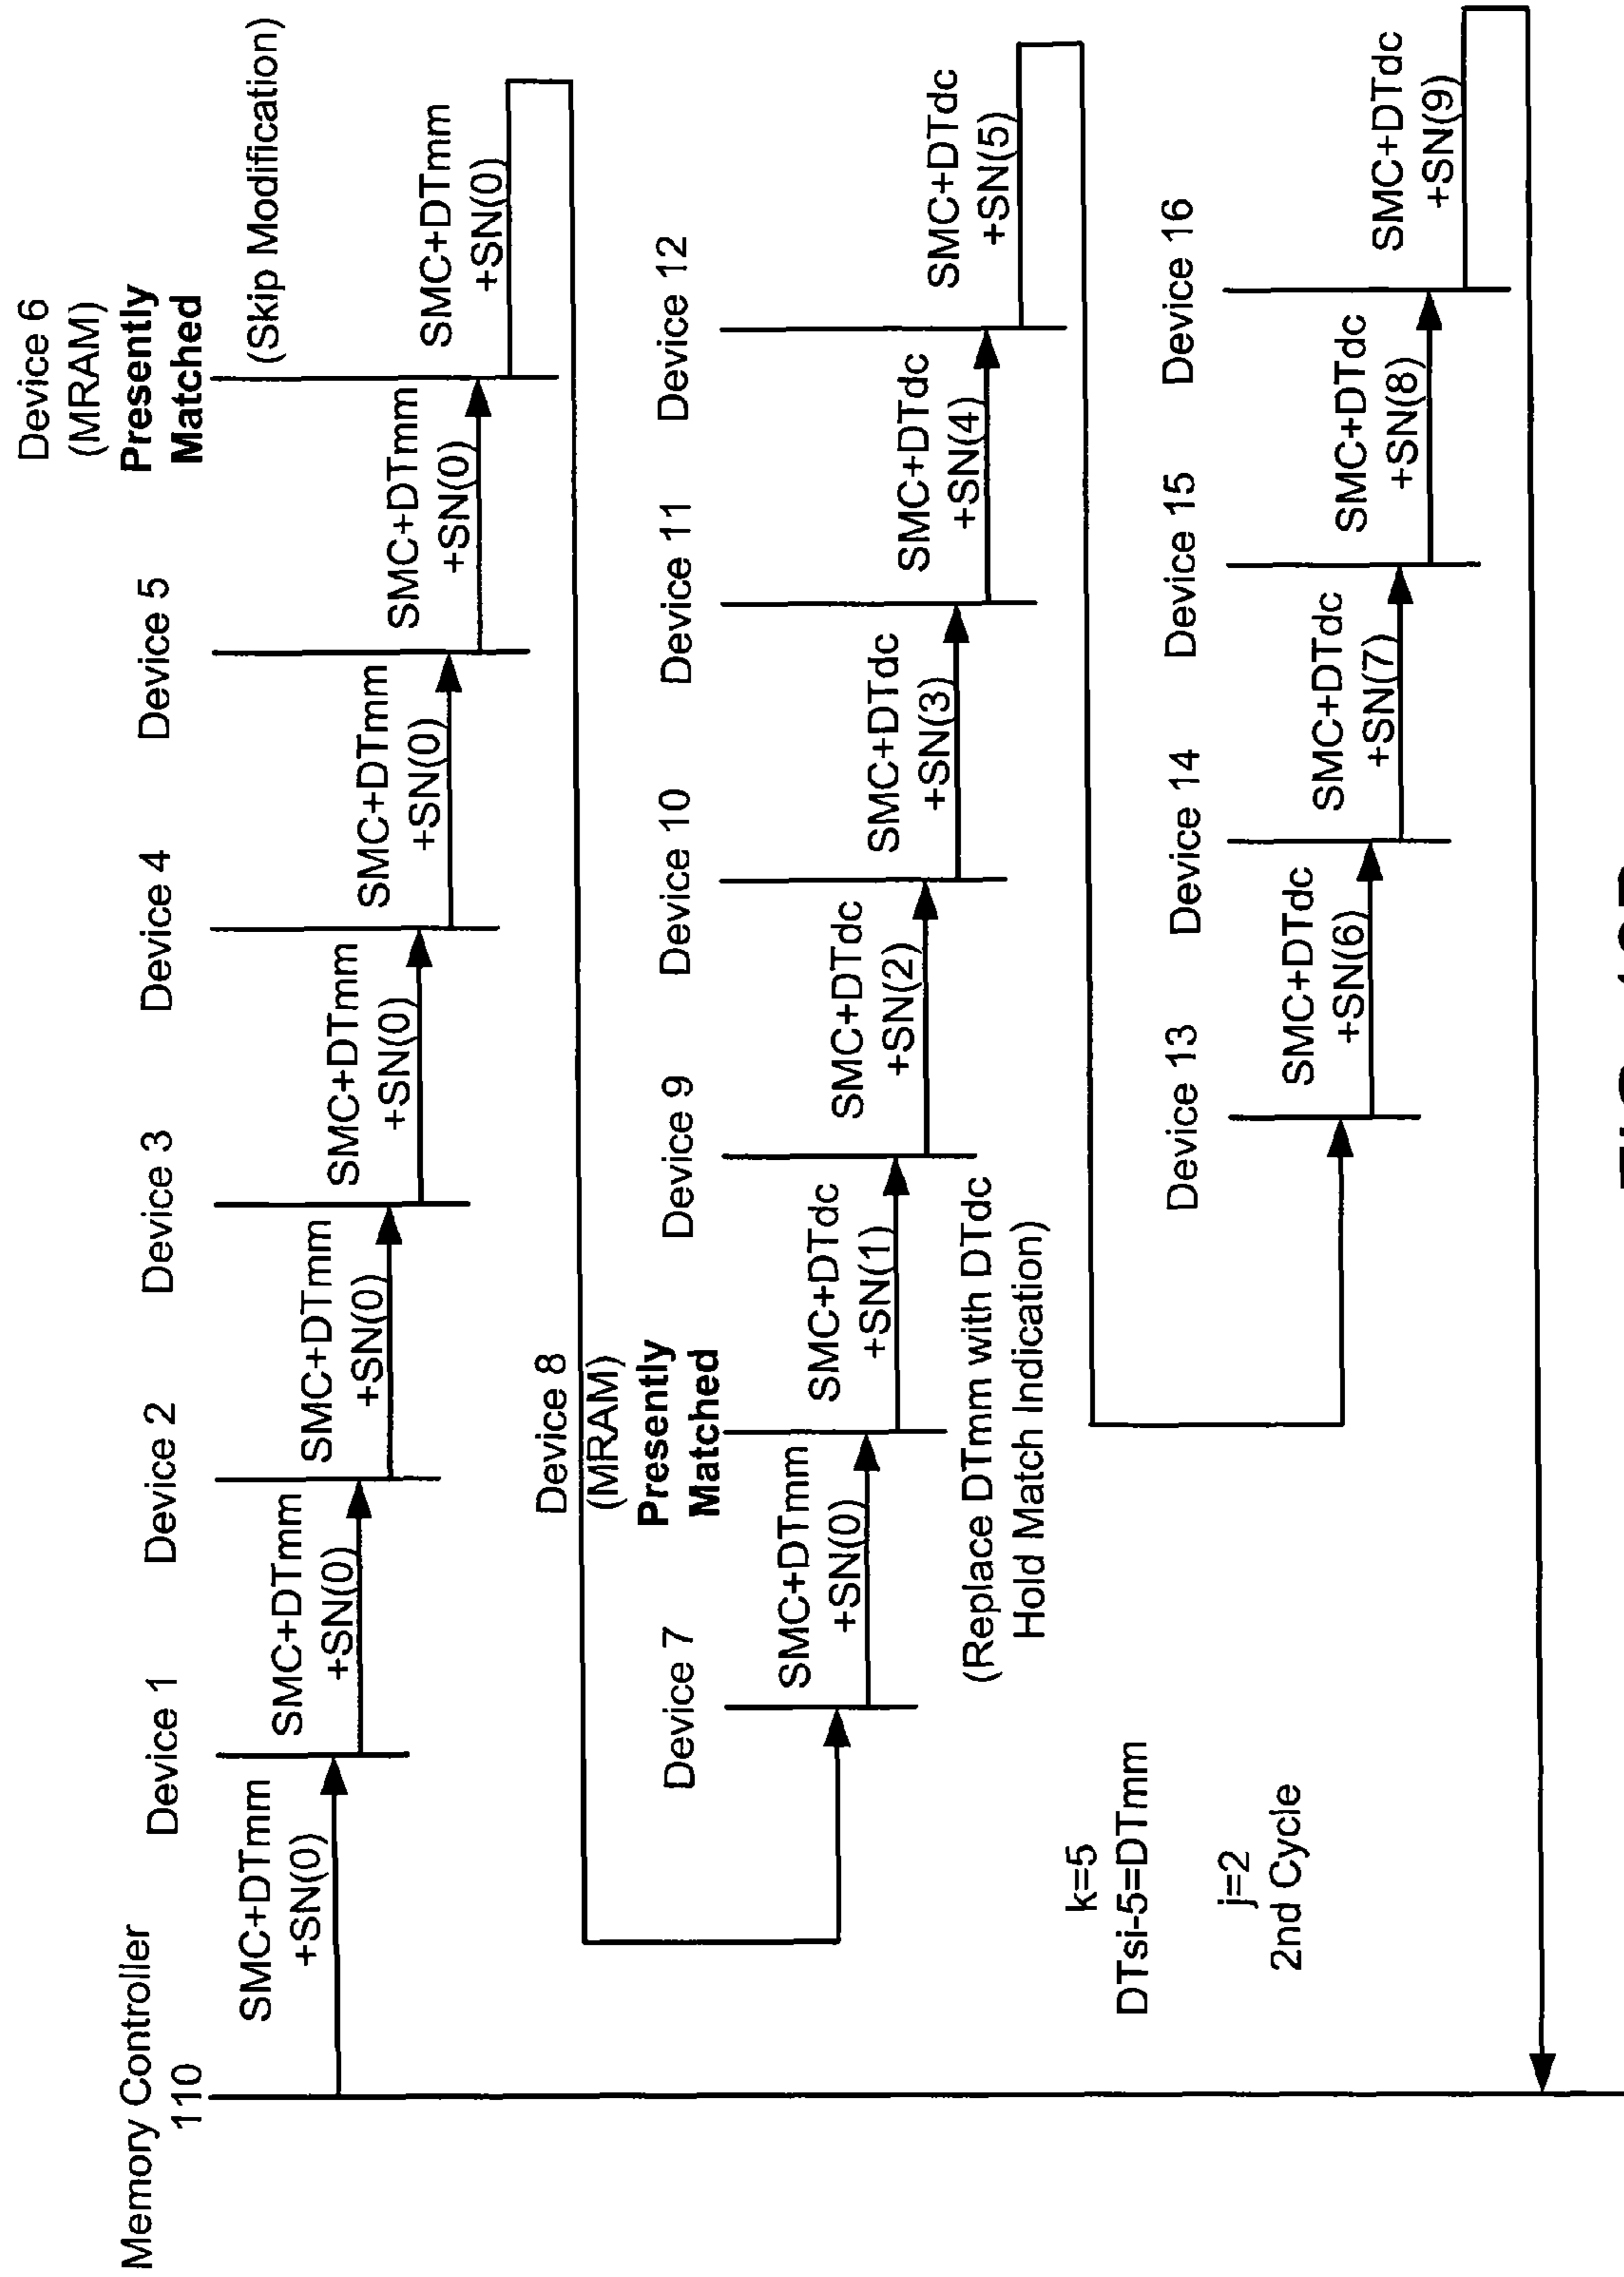 Memory Controller
110
Device 1
Device 2
Device 3
Device 4
Device 5
Device 6
(MRAM)
Presently
Matched
(Skip Modification)
SMC+DTmm
+SN(0)
SMC+DTmm
+SN(0)
SMC+DTmm
+SN(0)
SMC+DTmm
+SN(0)
SMC+DTmm
+SN(0)
SMC+DTmm
+SN(0)
SMC+DTmm
+SN(0)
Device 7
Device 8
(MRAM)
Presently
Matched
Device 9
Device 10
Device 11
Device 12
SMC+DTmm
+SN(0)
SMC+DTdc
+SN(1)
SMC+DTdc
+SN(2)
SMC+DTdc
+SN(3)
SMC+DTdc
+SN(4)
SMC+DTdc
+SN(5)
(Replace DTmm with DTdc
Hold Match Indication)
k=5
DTsi-5=DTmm
j=2
2nd Cycle
Device 13
Device 14
Device 15
Device 16
SMC+DTdc
+SN(6)
SMC+DTdc
+SN(7)
SMC+DTdc
+SN(8)
SMC+DTdc
+SN(9)